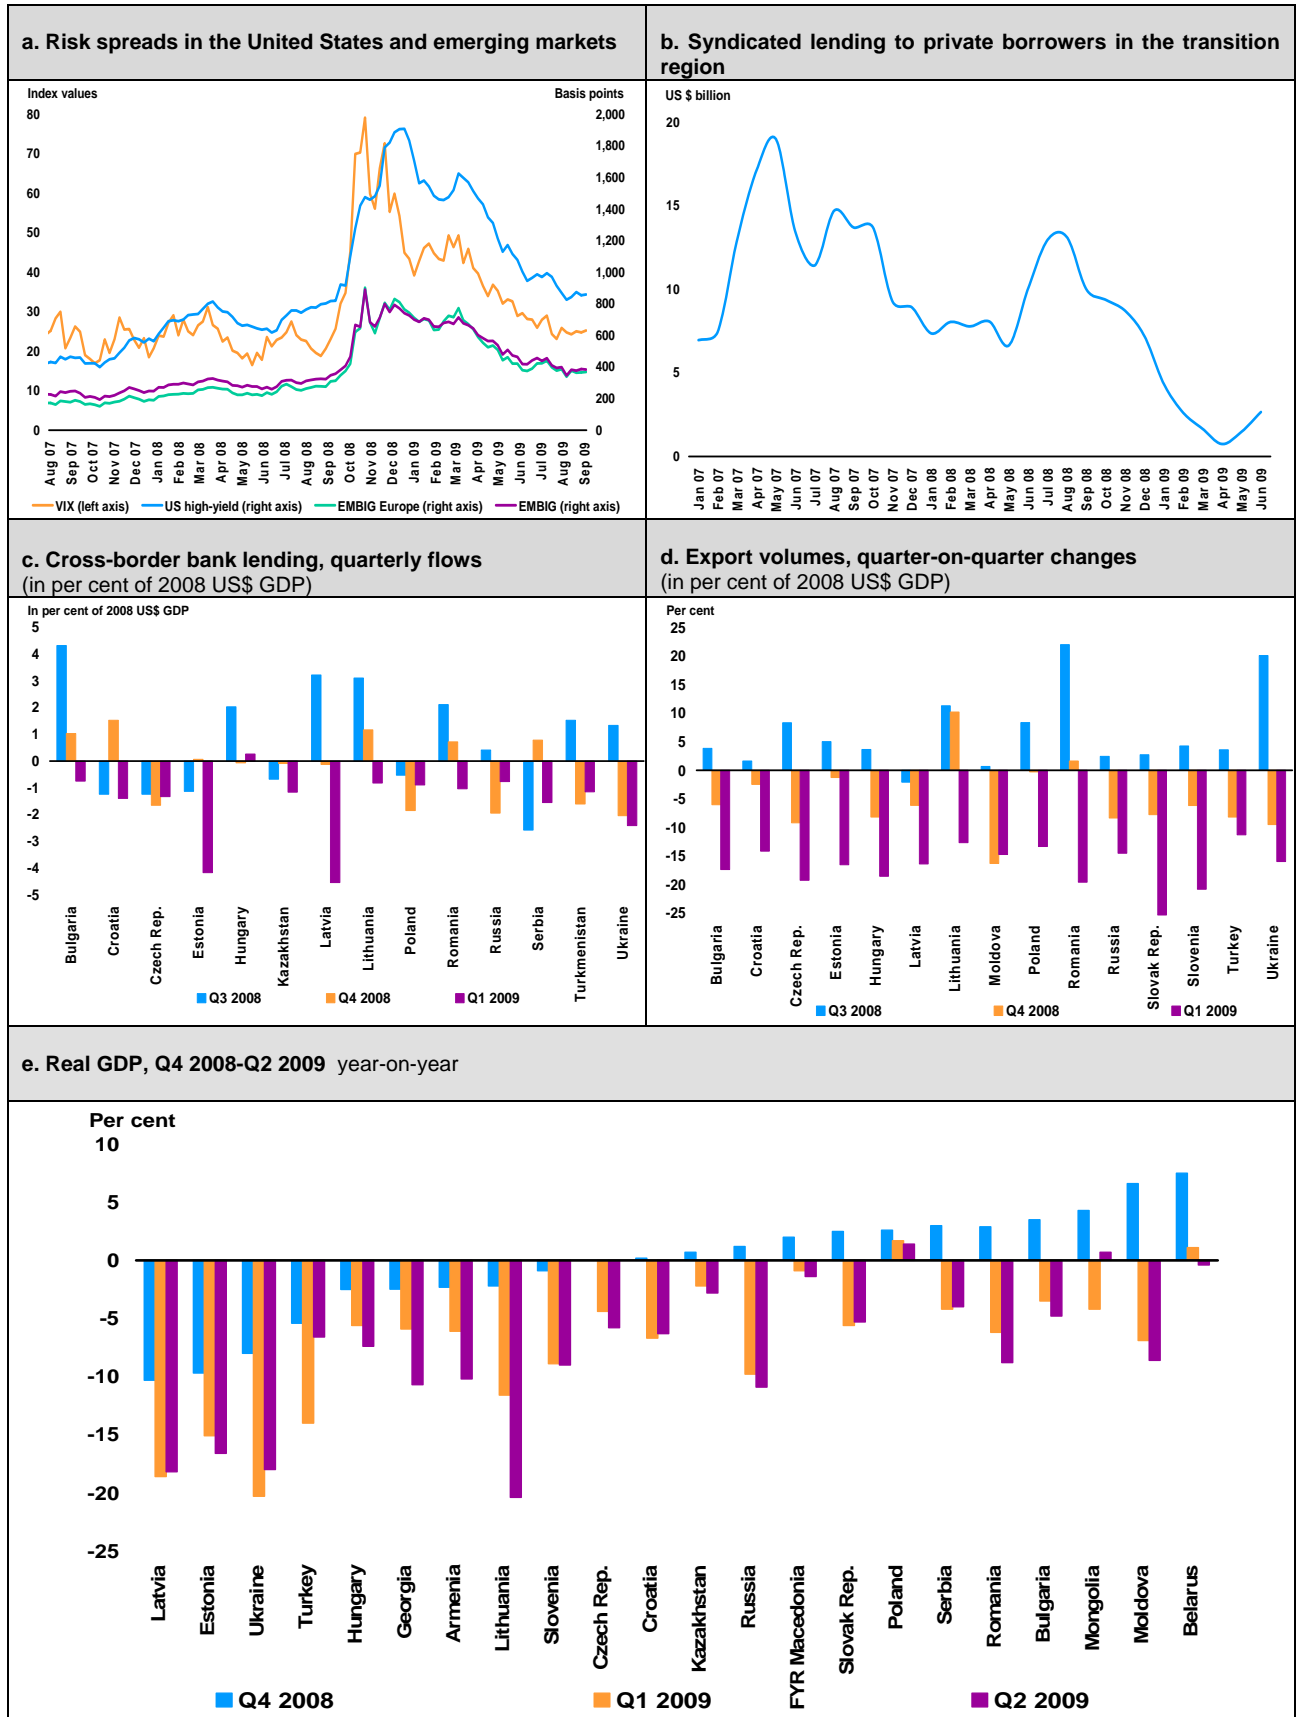 a. Risk spreads in the United States and emerging markets
b. Syndicated lending to private borrowers in the transition
region
Index values
Basis points
80
70
60
50
40
30
20
10
0
2,000
1,800
1,600
1,400
1,200
1,000
800
600
400
200
0
Aug 07
Sep 07
Oct 07
Nov 07
Dec 07
Jan 08
Feb 08
Mar 08
Apr 08
May 08
Jun 08
Jul 08
Aug 08
Sep 08
Oct 08
Nov 08
Dec 08
Jan 09
Feb 09
Mar 09
Apr 09
May 09
Jun 09
Jul 09
Aug 09
Sep 09
VIX (left axis)
US high-yield (right axis)
EMBIG Europe (right axis)
EMBIG (right axis)
US $ billion
20
15
10
5
0
Jan 07
Feb 07
Mar 07
Apr 07
May 07
Jun 07
Jul 07
Aug 07
Sep 07
Oct 07
Nov 07
Dec 07
Jan 08
Feb 08
Mar 08
Apr 08
May 08
Jun 08
Jul 08
Aug 08
Sep 08
Oct 08
Nov 08
Dec 08
Jan 09
Feb 09
Mar 09
Apr 09
May 09
Jun 09
c. Cross-border bank lending, quarterly flows
(in per cent of 2008 US$ GDP)
d. Export volumes, quarter-on-quarter changes
(in per cent of 2008 US$ GDP)
In per cent of 2008 US$ GDP
5
4
3
2
1
0
-1
-2
-3
-4
-5
Bulgaria
Croatia
Czech Rep.
Estonia
Hungary
Kazakhstan
Latvia
Lithuania
Poland
Romania
Russia
Serbia
Turkmenistan
Ukraine
Q3 2008
Q4 2008
Q1 2009
Per cent
25
20
15
10
5
0
-5
-10
-15
-20
-25
Bulgaria
Croatia
Czech Rep.
Estonia
Hungary
Latvia
Lithuania
Moldova
Poland
Romania
Russia
Slovak Rep.
Slovenia
Turkey
Ukraine
Q3 2008
Q4 2008
Q1 2009
e. Real GDP, Q4 2008-Q2 2009 year-on-year
Per cent
10
5
0
-5
-10
-15
-20
-25
Latvia
Estonia
Ukraine
Turkey
Hungary
Georgia
Armenia
Lithuania
Slovenia
Czech Rep.
Croatia
Kazakhstan
Russia
FYR Macedonia
Slovak Rep.
Poland
Serbia
Romania
Bulgaria
Mongolia
Moldova
Belarus
Q4 2008
Q1 2009
Q2 2009